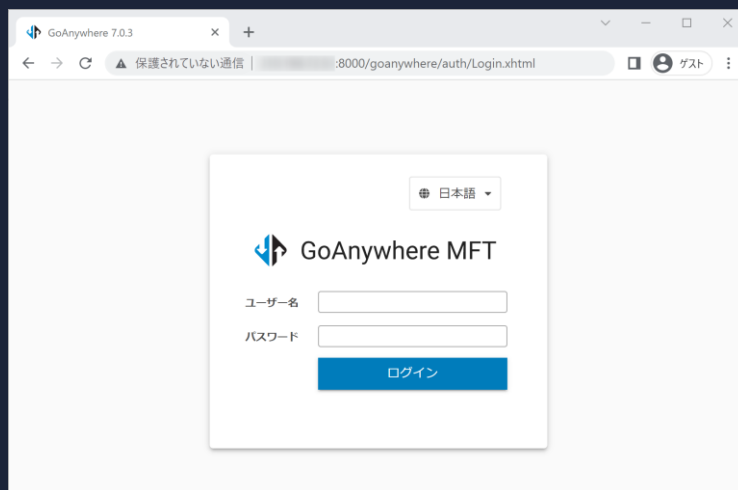 GoAnywhere 7.0.3
保護されていない通信 | :8000/goanywhere/auth/Login.xhtml ゲスト
日本語
GoAnywhere MFT
ユーザー名
パスワード
ログイン